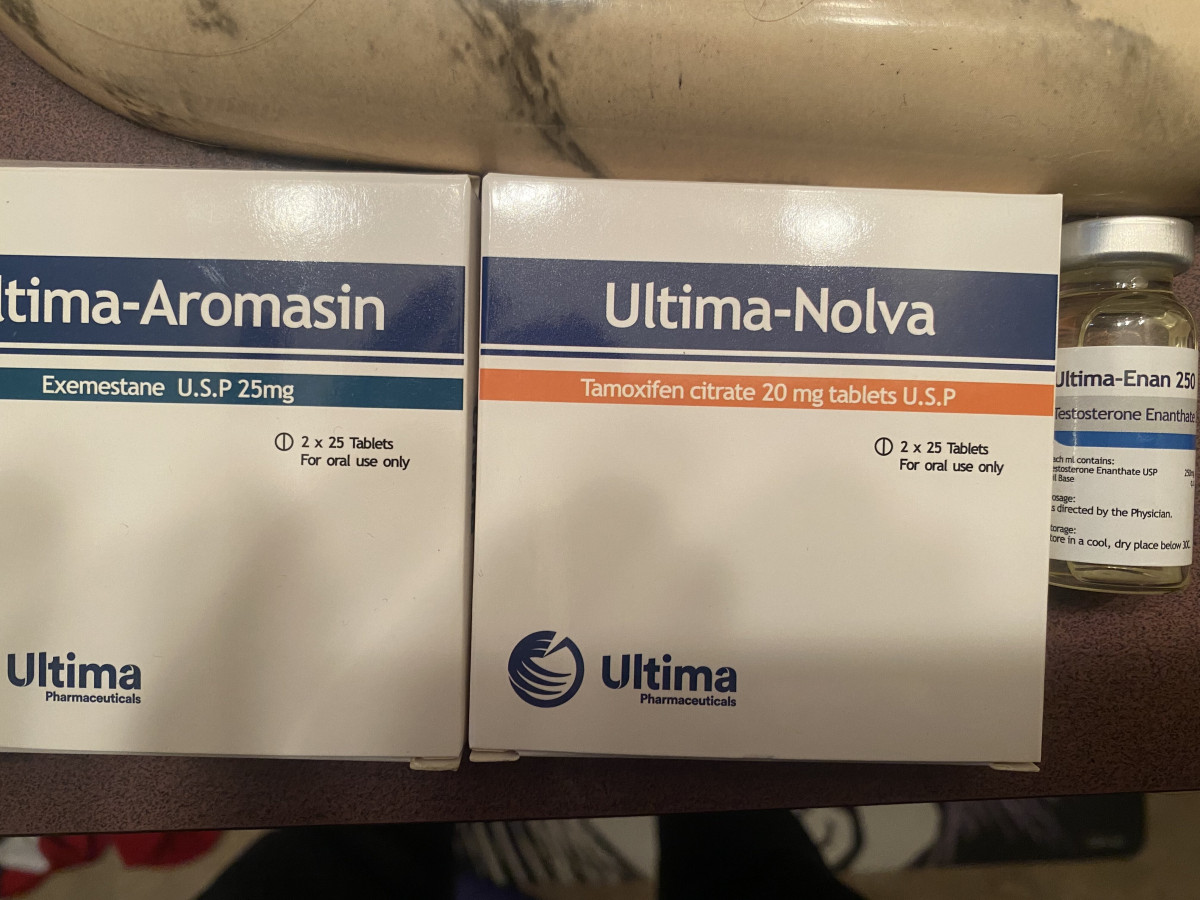 ltima-Aromasin
Exemestane U.S.P 25mg
2 x 25 Tablets
For oral use only
Ultima
Pharmaceuticals
Ultima-Nolva
Tamoxifen citrate 20 mg tablets U.S.P
2 x 25 Tablets
For oral use only
Ultima
Pharmaceuticals
Ultima-Enan 250
Testosterone Enanthate
ach ml contains:
estosterone Enanthate USP 250
il Base
osage:
s directed by the Physician.
torage:
tore in a cool, dry place below 30C